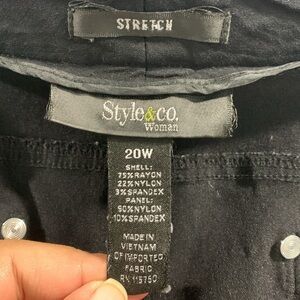 STRETCH
Style&co.
Woman
20W
SHELL:
75%RAYON
22%NYLON
3%SPANDEX
PANEL:
90%NYLON
10%SPANDEX
MADE IN
VIETNAM
OF IMPORTED
FABRIC
RN 115750